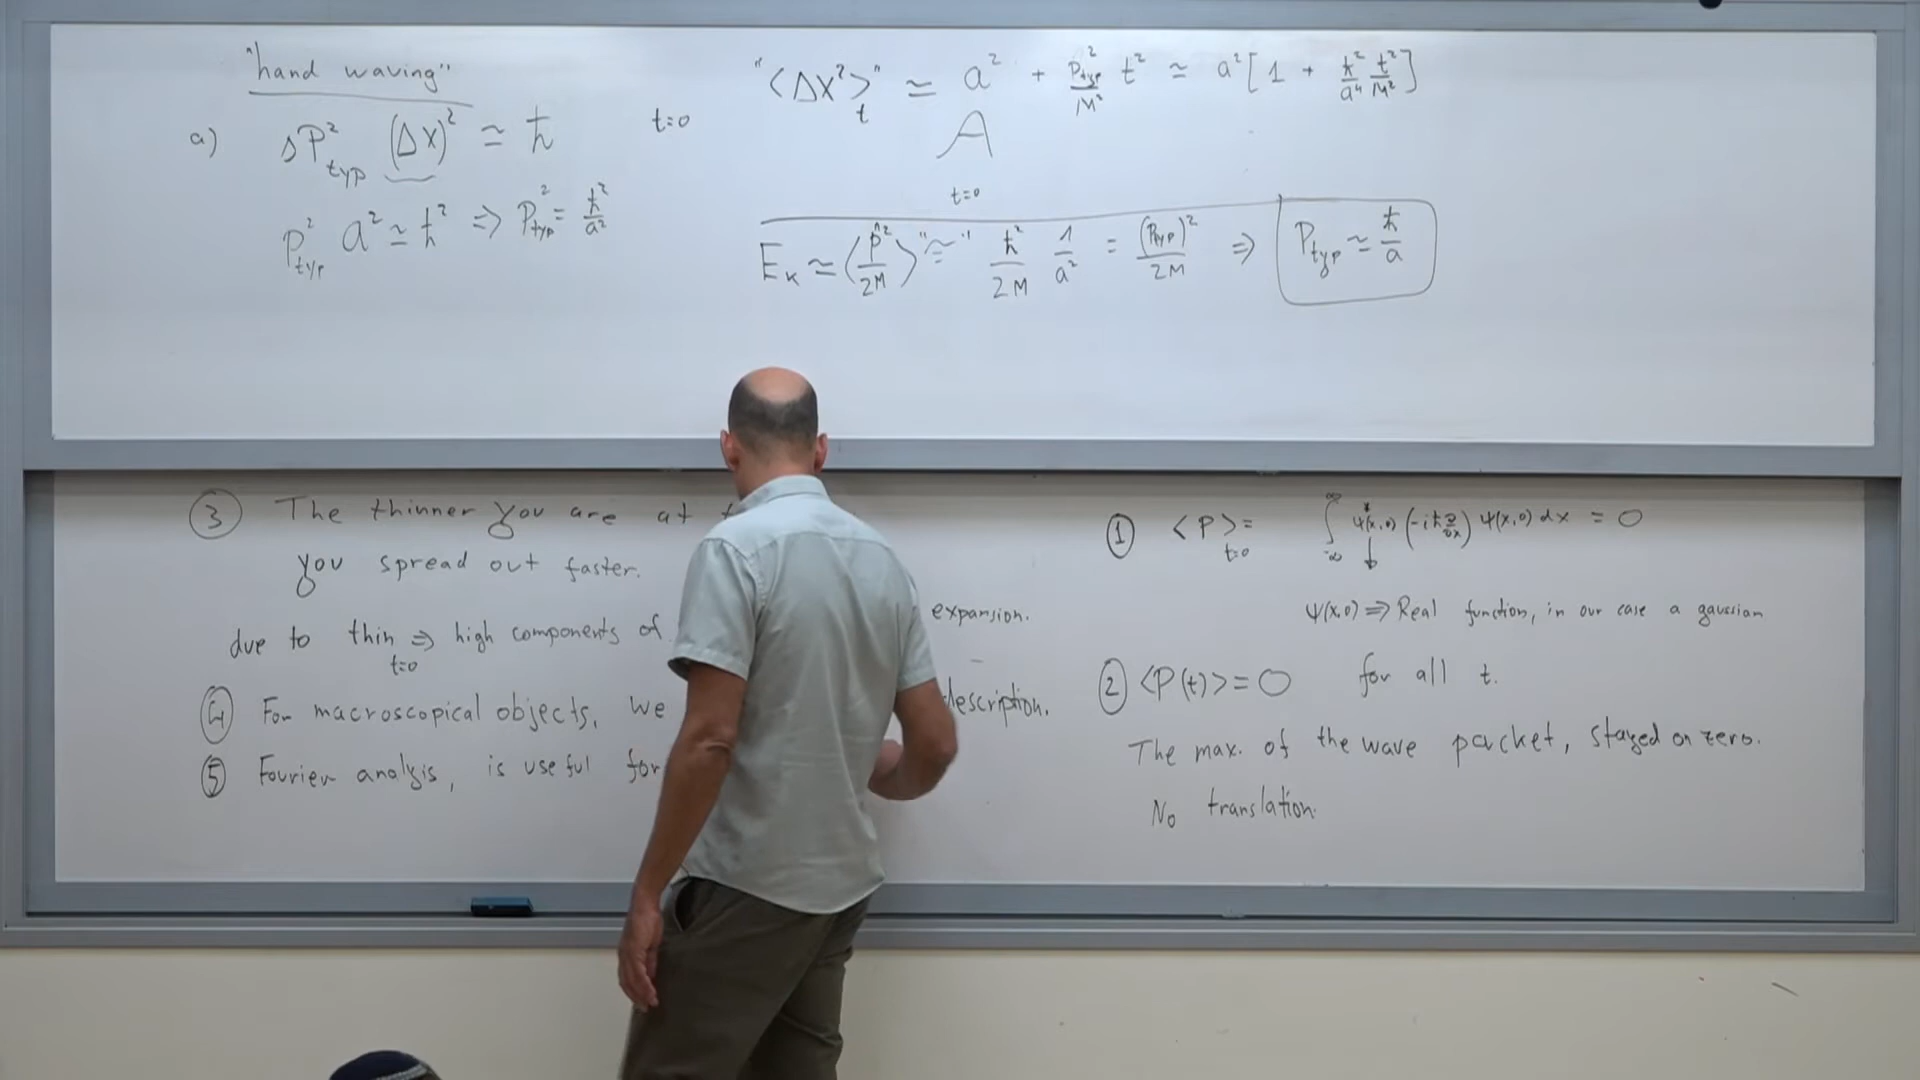 "hand waving"
a) ΔP²typ (Δx)² ≃ ħ t=0
P²typ a² ≃ ħ² ⇒ P²typ = ħ²/a²
"⟨Δx²⟩t" ≃ a² + P²typ/M² t² ≃ a² [1 + ħ²/a⁴ t²/M²]
t=0
Ek ≃ ⟨p̂²/2M⟩ "≃" ħ²/2M 1/a² = (Ptyp)²/2M ⇒ Ptyp ≃ ħ/a
③ The thinner you are at
you spread out faster.
due to thin ⇒ high components of expansion.
t=0
④ For macroscopical objects, we description.
⑤ Fourier analysis, is useful for
① ⟨P⟩t=0 = ∫_{-∞}^{∞} ψ*(x,0) (-iħ ∂/∂x) ψ(x,0) dx = 0
ψ(x,0) ⇒ Real function, in our case a gaussian
② ⟨P(t)⟩ = 0 for all t.
The max. of the wave packet, stayed on zero.
No translation.